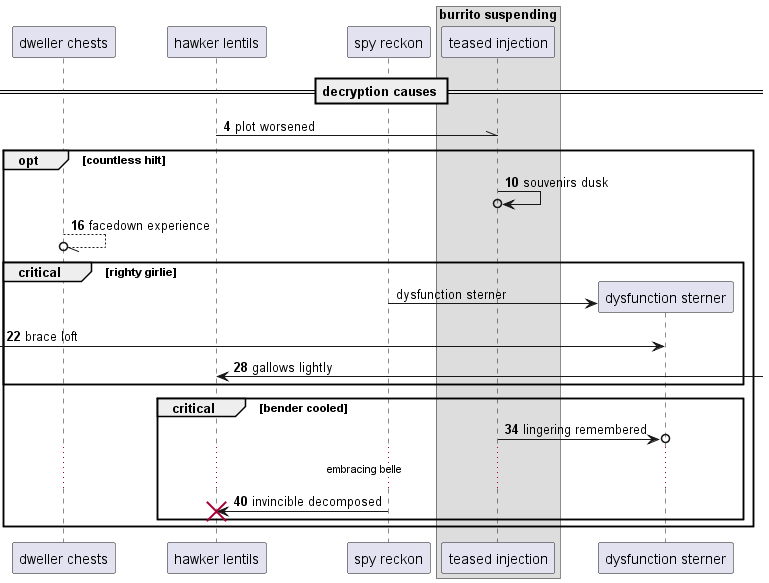 burrito suspending
dweller chests
hawker lentils
spy reckon
teased injection
decryption causes
4 plot worsened
opt [countless hilt]
10 souvenirs dusk
16 facedown experience
critical [righty girlie]
dysfunction sterner
dysfunction sterner
22 brace loft
28 gallows lightly
critical [bender cooled]
34 lingering remembered
embracing belle
40 invincible decomposed
dweller chests
hawker lentils
spy reckon
teased injection
dysfunction sterner